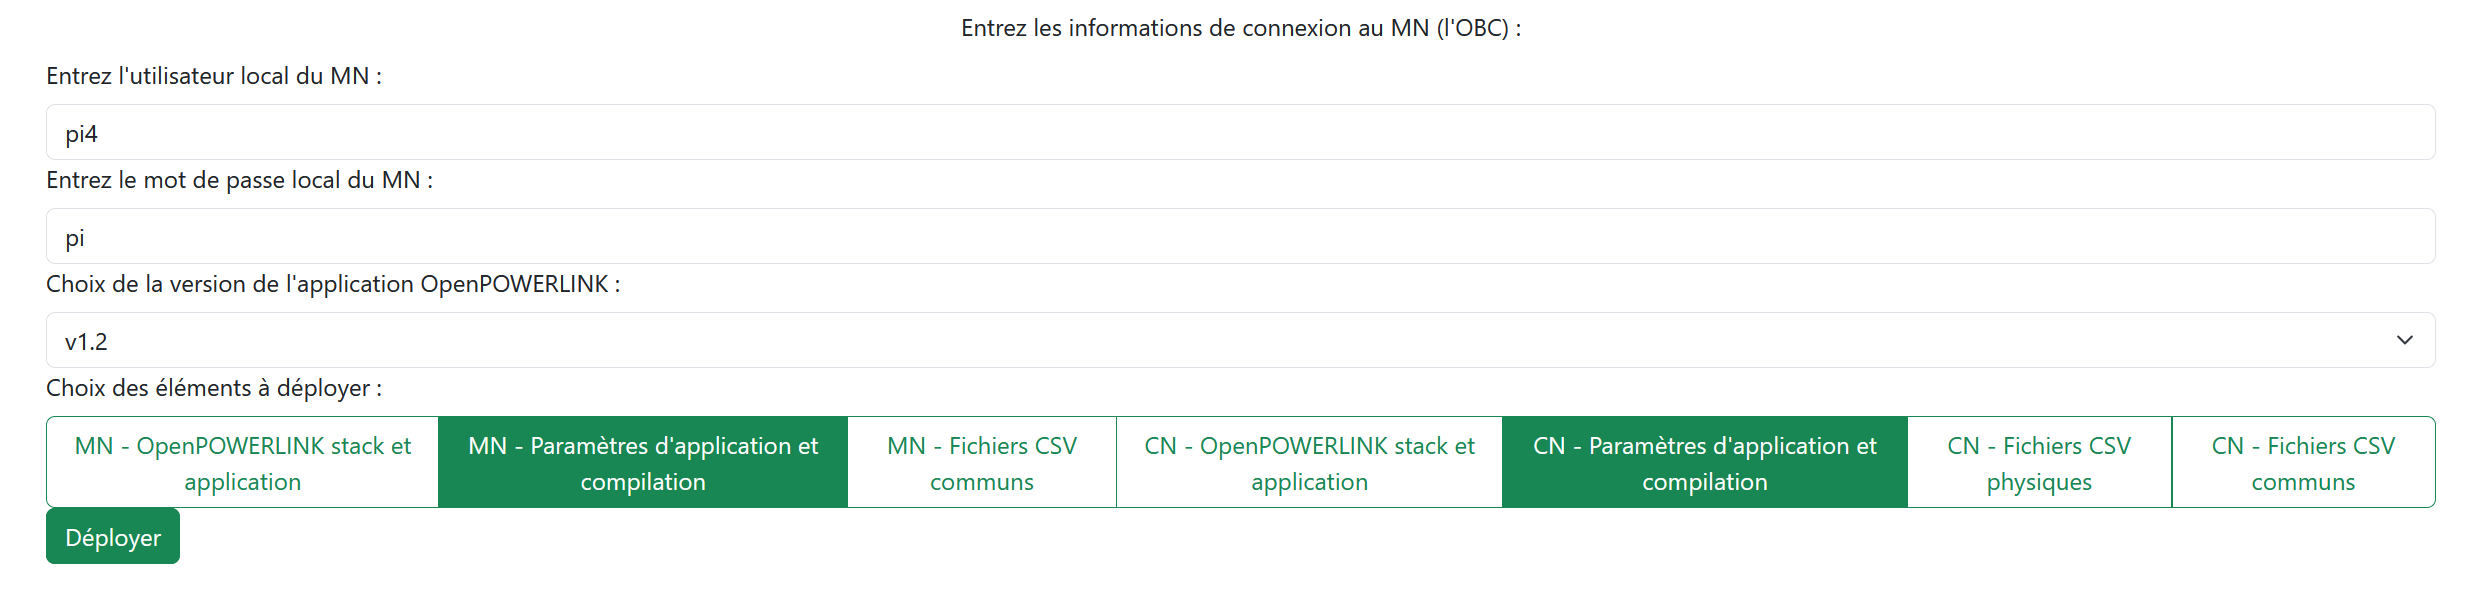 Entrez les informations de connexion au MN (l'OBC) :
Entrez l'utilisateur local du MN :
pi4
Entrez le mot de passe local du MN :
pi
Choix de la version de l'application OpenPOWERLINK :
v1.2
Choix des éléments à déployer :
MN - OpenPOWERLINK stack et
application
MN - Paramètres d'application et
compilation
MN - Fichiers CSV
communs
CN - OpenPOWERLINK stack et
application
CN - Paramètres d'application et
compilation
CN - Fichiers CSV
physiques
CN - Fichiers CSV
communs
Déployer